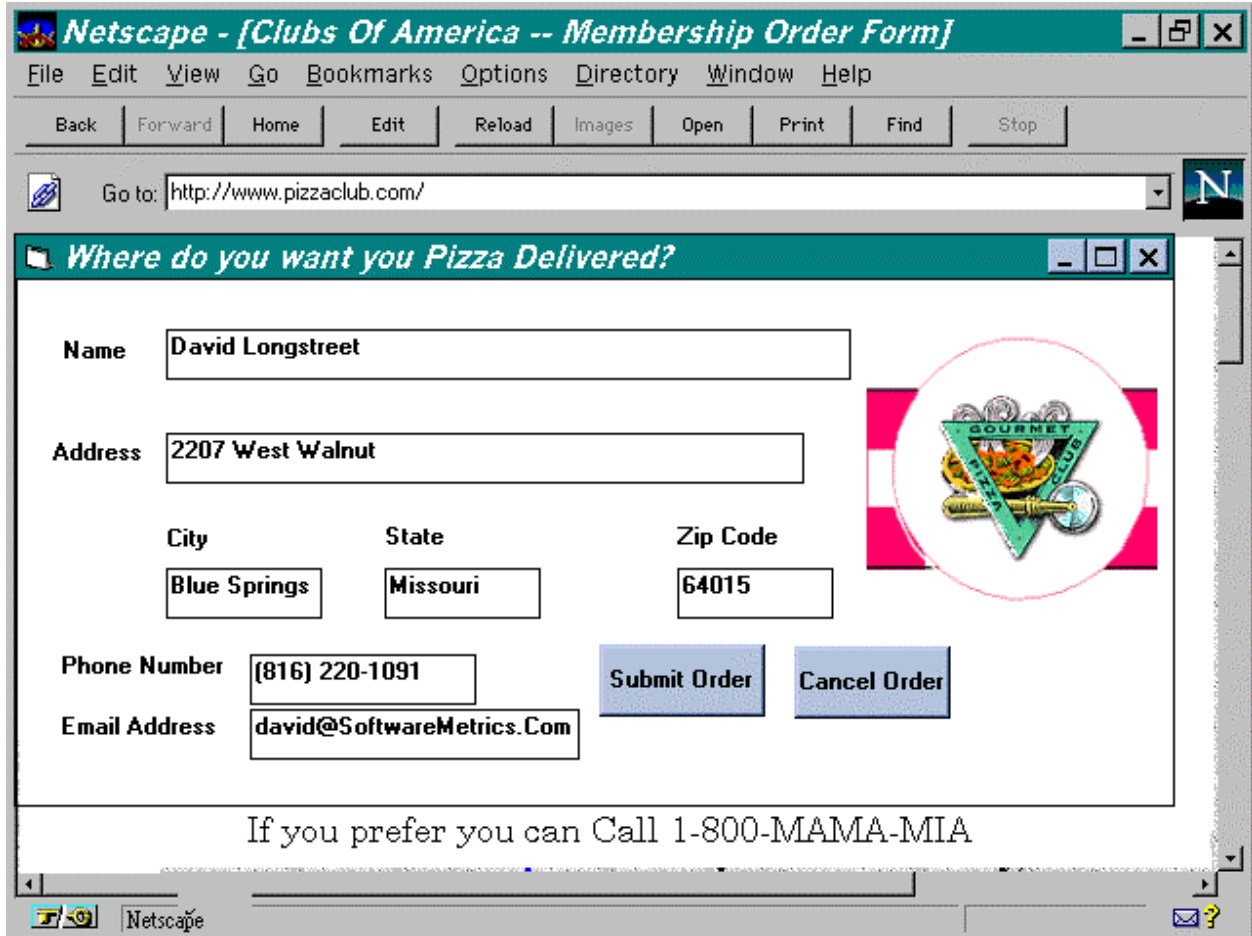 Netscape - [Clubs Of America -- Membership Order Form]
File Edit View Go Bookmarks Options Directory Window Help
Back Forward Home Edit Reload Images Open Print Find Stop
Go to: http://www.pizzaclub.com/
N
Where do you want you Pizza Delivered?
Name David Longstreet
GOURMET PIZZA CLUB
Address 2207 West Walnut
City State Zip Code
Blue Springs Missouri 64015
Phone Number (816) 220-1091
Submit Order Cancel Order
Email Address david@SoftwareMetrics.Com
If you prefer you can Call 1-800-MAMA-MIA
Netscape